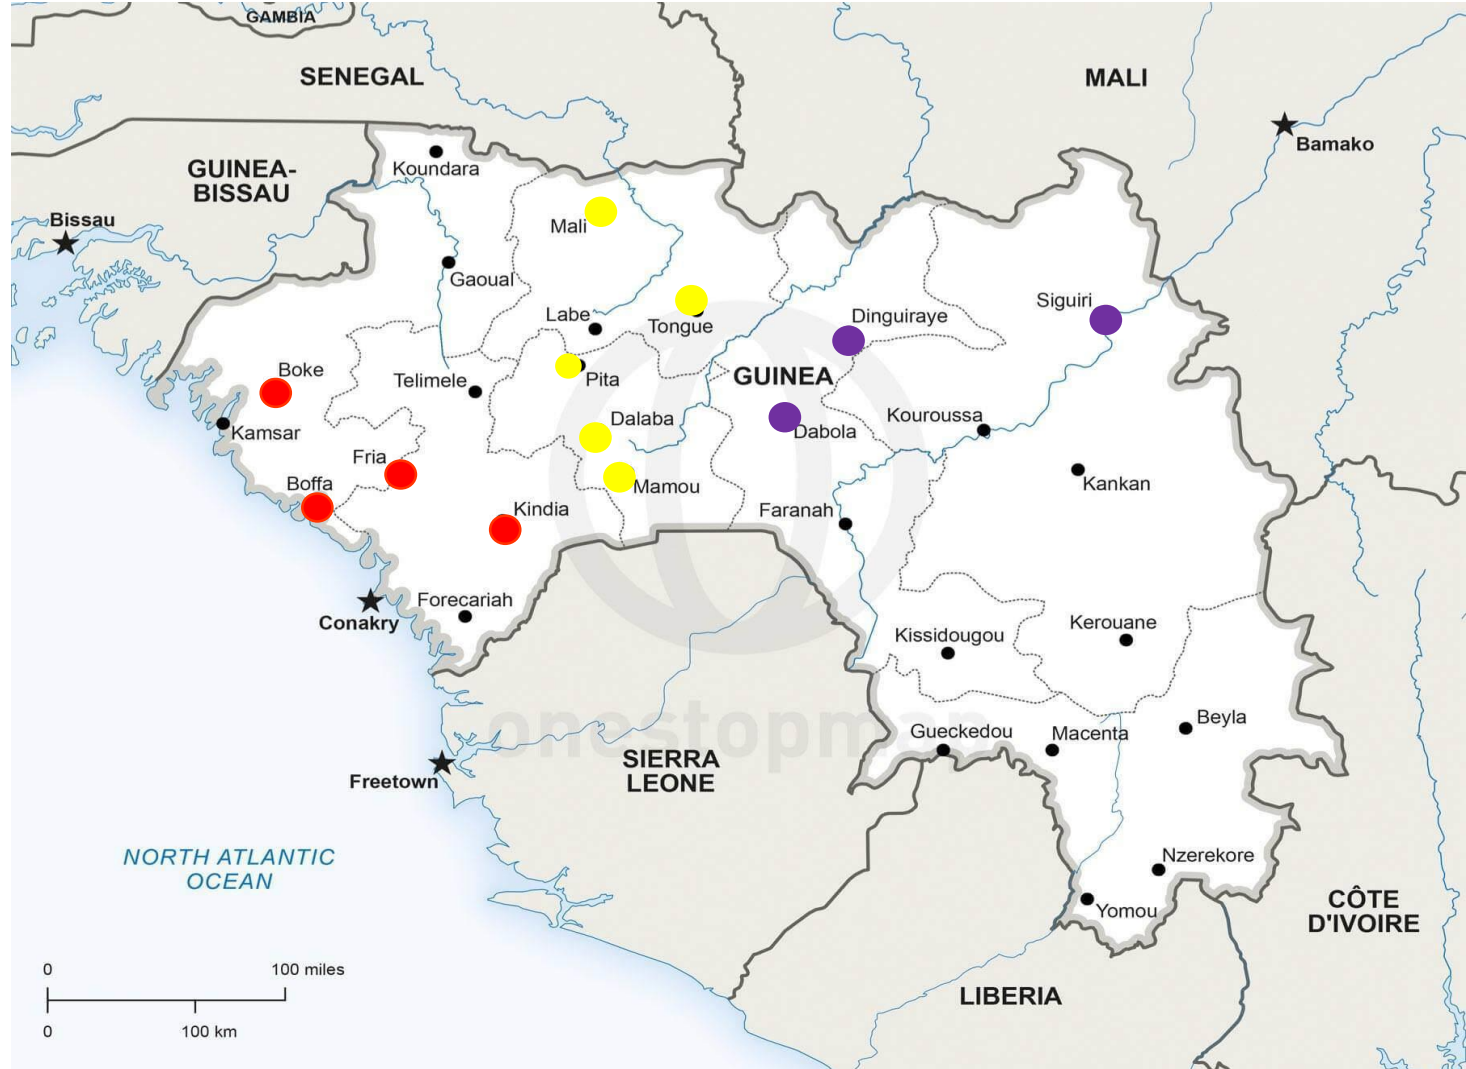 GAMBIA
SENEGAL
MALI
Bamako
GUINEA-
BISSAU
Koundara
Bissau
Mali
Gaoual
Siguiri
Labe
Tongue
Dinguiraye
Boke
Telimele
Pita
GUINEA
Kamsar
Dalaba
Kouroussa
Dabola
Fria
Boffa
Mamou
Kankan
Kindia
Faranah
Forecariah
Conakry
Kissidougou
Kerouane
onestopmap
Gueckedou
Macenta
Beyla
SIERRA
LEONE
Freetown
NORTH ATLANTIC
OCEAN
Nzerekore
Yomou
CÔTE
D'IVOIRE
LIBERIA
0 100 miles
0 100 km